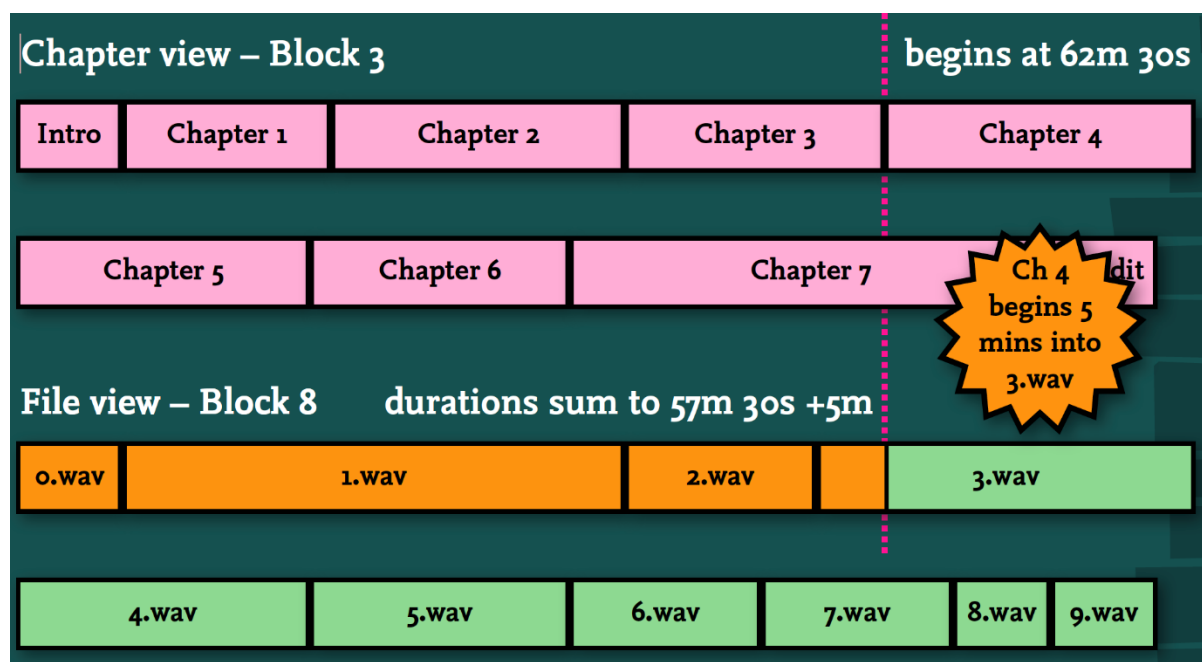 Chapter view – Block 3 begins at 62m 30s
Intro Chapter 1 Chapter 2 Chapter 3 Chapter 4
Chapter 5 Chapter 6 Chapter 7 dit
Ch 4
begins 5
mins into
3.wav
File view – Block 8 durations sum to 57m 30s +5m
0.wav 1.wav 2.wav 3.wav
4.wav 5.wav 6.wav 7.wav 8.wav 9.wav